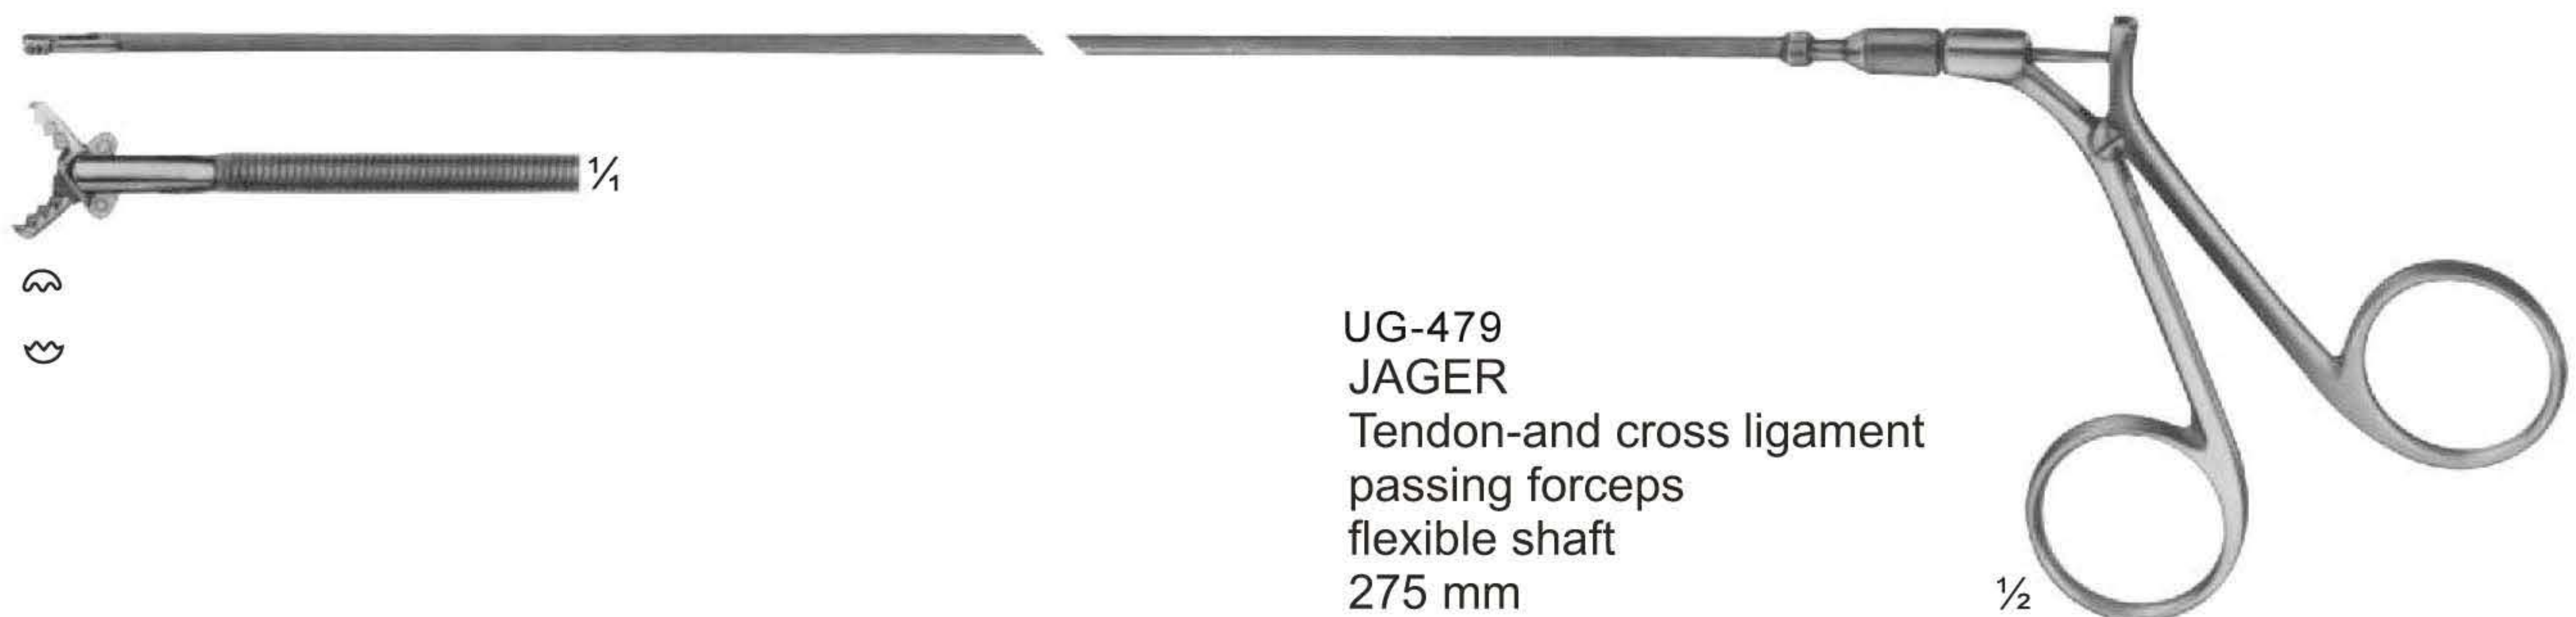 1/1
UG-479
JAGER
Tendon-and cross ligament
passing forceps
flexible shaft
275 mm
1/2